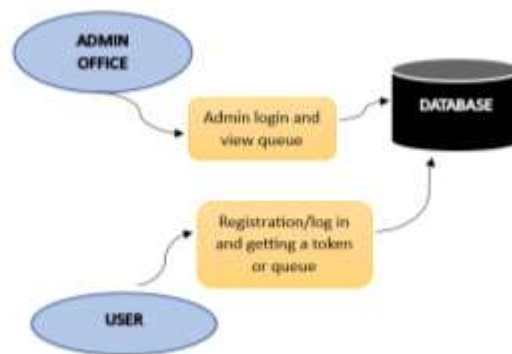 ADMIN
OFFICE
DATABASE
Admin login and
view queue
Registration/log in
and getting a token
or queue
USER